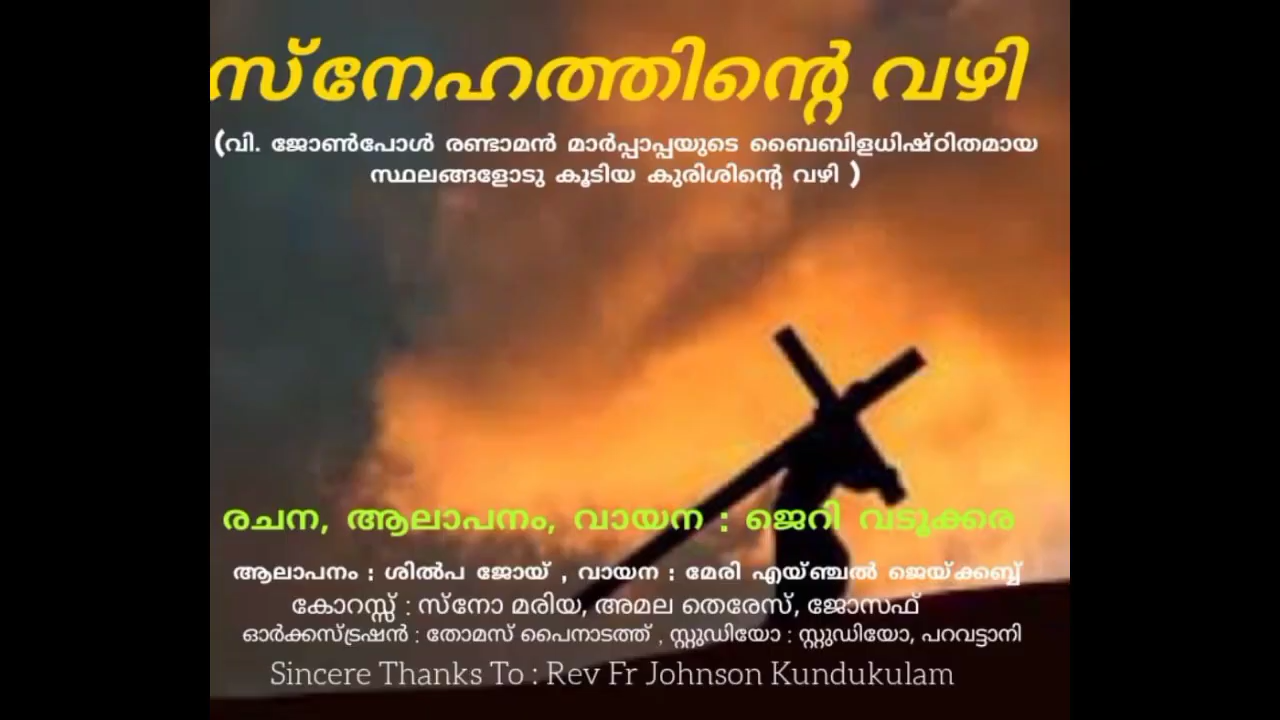 സ്നേഹത്തിന്റെ വഴി
(വി. ജോൺപോൾ രണ്ടാമൻ മാർപ്പാപ്പയുടെ ബൈബിളധിഷ്ഠിതമായ
സ്ഥലങ്ങളോടു കൂടിയ കുരിശിന്റെ വഴി )
രചന, ആലാപനം, വായന : ജെറി വടൂക്കര
ആലാപനം : ശിൽപ ജോയ് , വായന : മേരി എയ്ഞ്ചൽ ജെയ്ക്കബ്ബ്
കോറസ്സ് : സ്നോ മരിയ, അമല തെരേസ്, ജോസഫ്
ഓർക്കസ്ട്രഷൻ : തോമസ് പൈനാടത്ത് , സ്റ്റുഡിയോ : സ്റ്റുഡിയോ, പറവട്ടാനി
Sincere Thanks To : Rev Fr Johnson Kundukulam